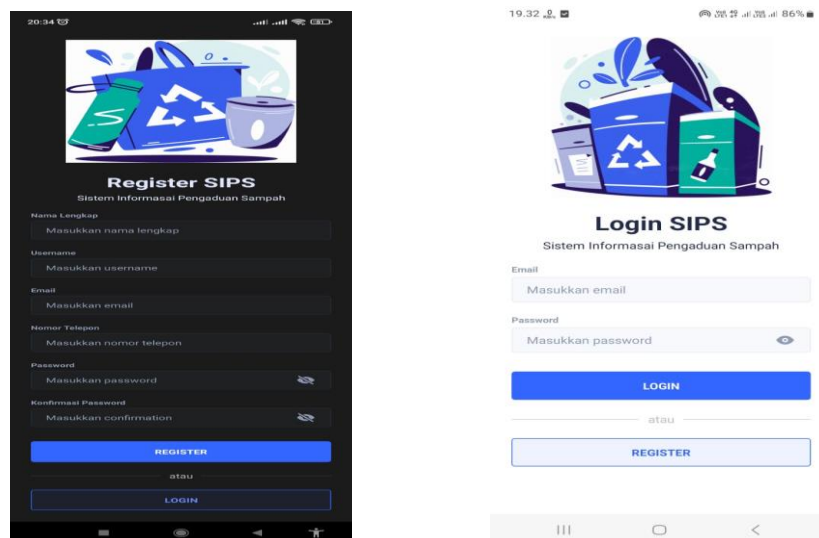 20:34
Register SIPS
Sistem Informasai Pengaduan Sampah
Nama Lengkap
Masukkan nama lengkap
Username
Masukkan username
Email
Masukkan email
Nomor Telepon
Masukkan nomor telepon
Password
Masukkan password
Konfirmasi Password
Masukkan confirmation
REGISTER
atau
LOGIN
19.32
86%
Login SIPS
Sistem Informasai Pengaduan Sampah
Email
Masukkan email
Password
Masukkan password
LOGIN
atau
REGISTER